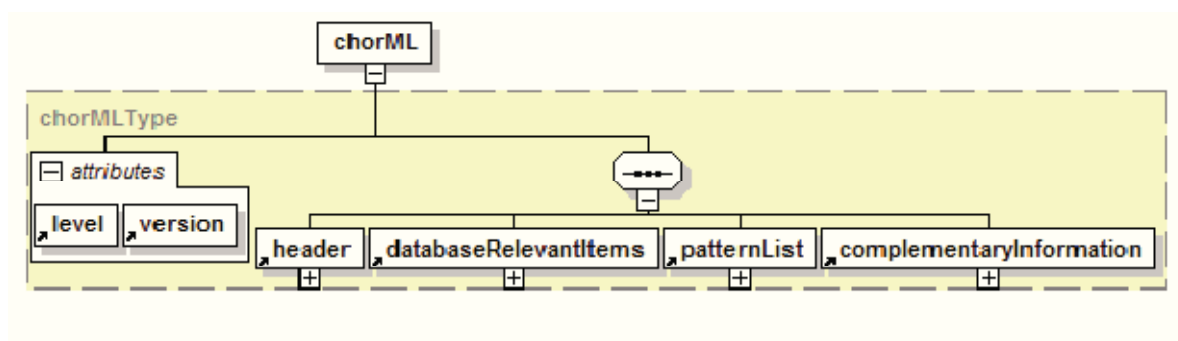 chorML
chorMLType
attributes
level version
header databaseRelevantItems patternList complementaryInformation